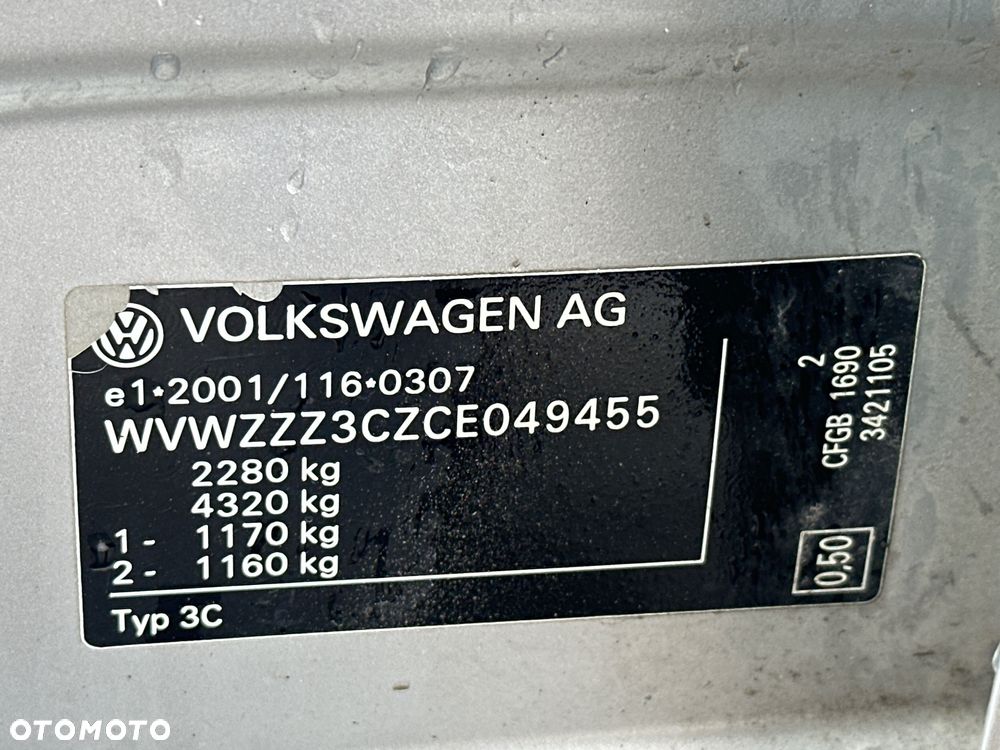 VOLKSWAGEN AG
e1*2001/116*0307
WVWZZZ3CZCE049455
2280 kg
4320 kg
1 - 1170 kg
2 - 1160 kg
Typ 3C
2
CFGB 1690
3421105
0,50
OTOMOTO